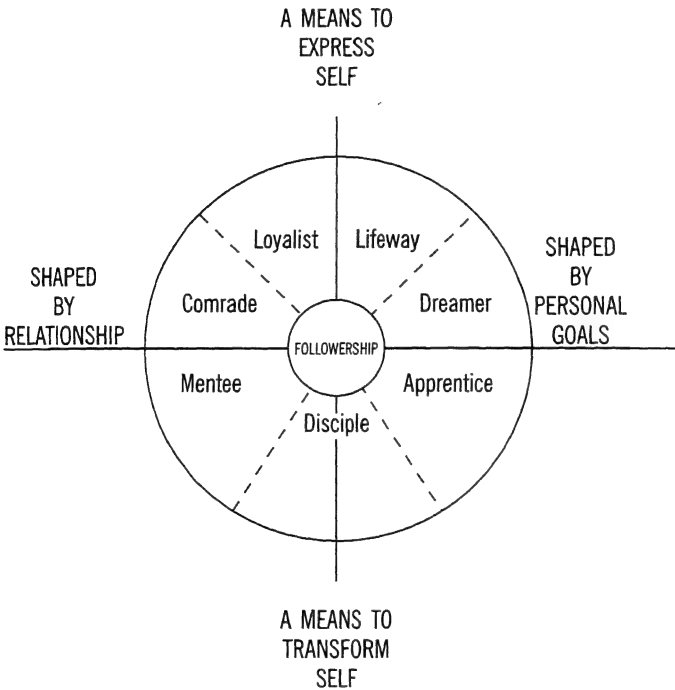 A MEANS TO
EXPRESS
SELF
Loyalist
Lifeway
SHAPED
BY
RELATIONSHIP
Comrade
Dreamer
SHAPED
BY
PERSONAL
GOALS
FOLLOWERSHIP
Mentee
Apprentice
Disciple
A MEANS TO
TRANSFORM
SELF